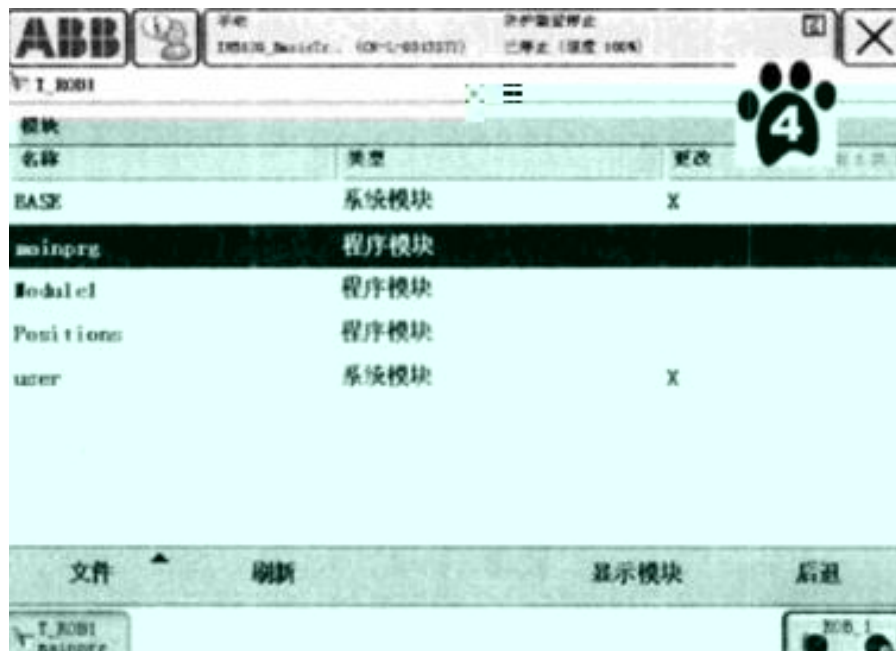 ABB
手动
防护装置停止
已停止 (速度 100%)
T_ROB1
4
模块
名称 类型 更改
BASE 系统模块 X
mainprg 程序模块
Module1 程序模块
Positions 程序模块
user 系统模块 X
文件 刷新 显示模块 后退
T_ROB1 ROB_1
mainprg